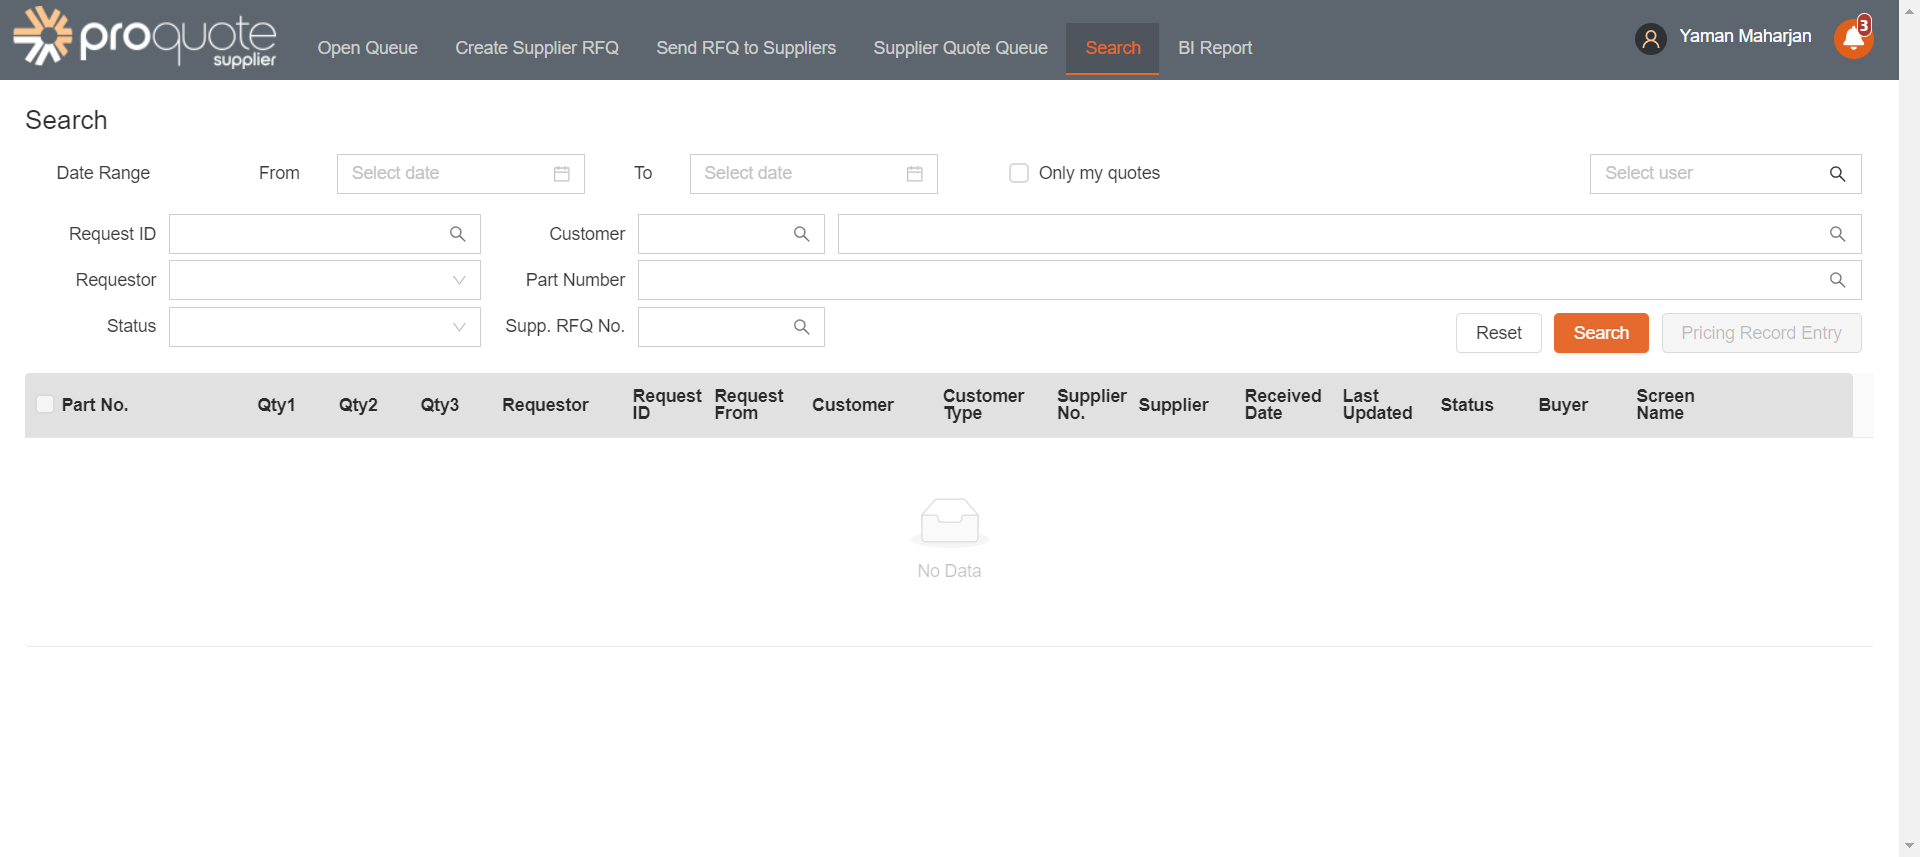 proquote
supplier
Open Queue
Create Supplier RFQ
Send RFQ to Suppliers
Supplier Quote Queue
Search
BI Report
Yaman Maharjan
3
Search
Date Range
From
Select date
To
Select date
Only my quotes
Select user
Request ID
Customer
Requestor
Part Number
Status
Supp. RFQ No.
Reset
Search
Pricing Record Entry
Part No.
Qty1
Qty2
Qty3
Requestor
Request
ID
Request
From
Customer
Customer
Type
Supplier
No.
Supplier
Received
Date
Last
Updated
Status
Buyer
Screen
Name
No Data